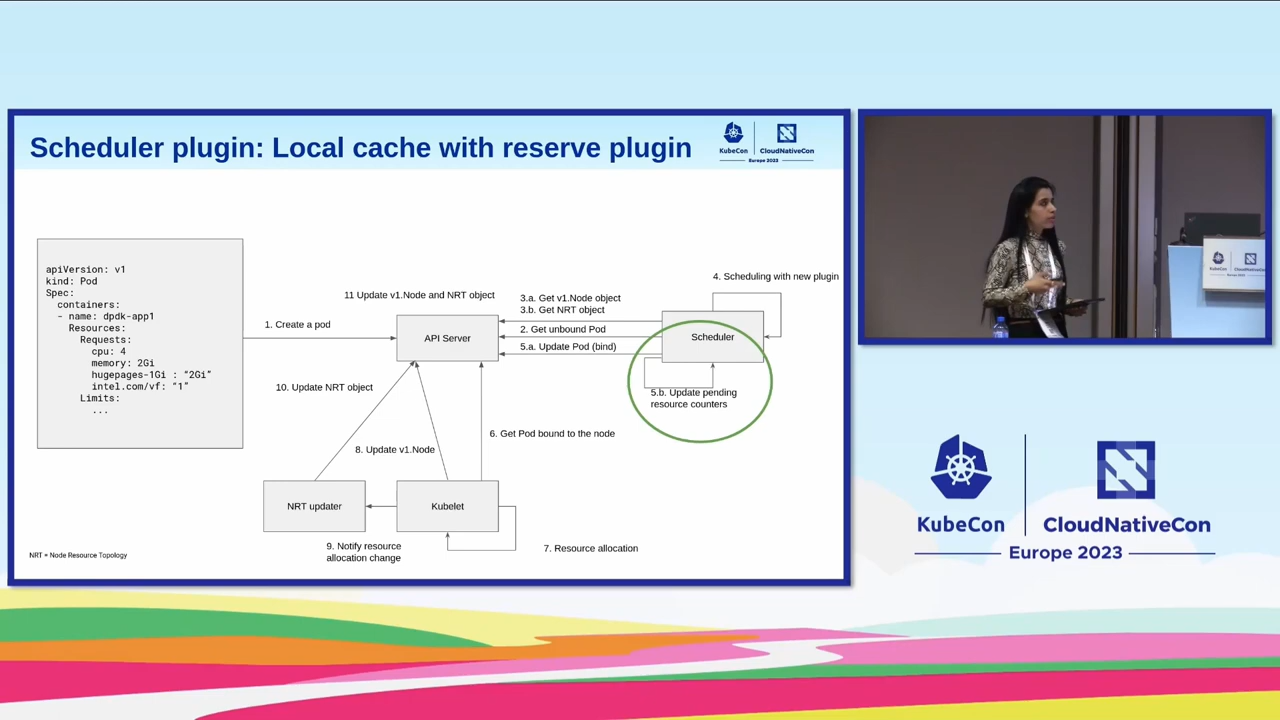 Scheduler plugin: Local cache with reserve plugin
KubeCon
CloudNativeCon
Europe 2023
apiVersion: v1
kind: Pod
Spec:
containers:
- name: dpdk-app1
Resources:
Requests:
cpu: 4
memory: 2Gi
hugepages-1Gi : “2Gi”
intel.com/vf: “1”
Limits:
...
1. Create a pod
11 Update v1.Node and NRT object
API Server
3.a. Get v1.Node object
3.b. Get NRT object
2. Get unbound Pod
5.a. Update Pod (bind)
4. Scheduling with new plugin
Scheduler
5.b. Update pending
resource counters
10. Update NRT object
8. Update v1.Node
6. Get Pod bound to the node
NRT updater
Kubelet
9. Notify resource
allocation change
7. Resource allocation
NRT = Node Resource Topology
KubeCon
CloudNativeCon
Europe 2023
KubeCon
CloudNativeCon
Europe 2023